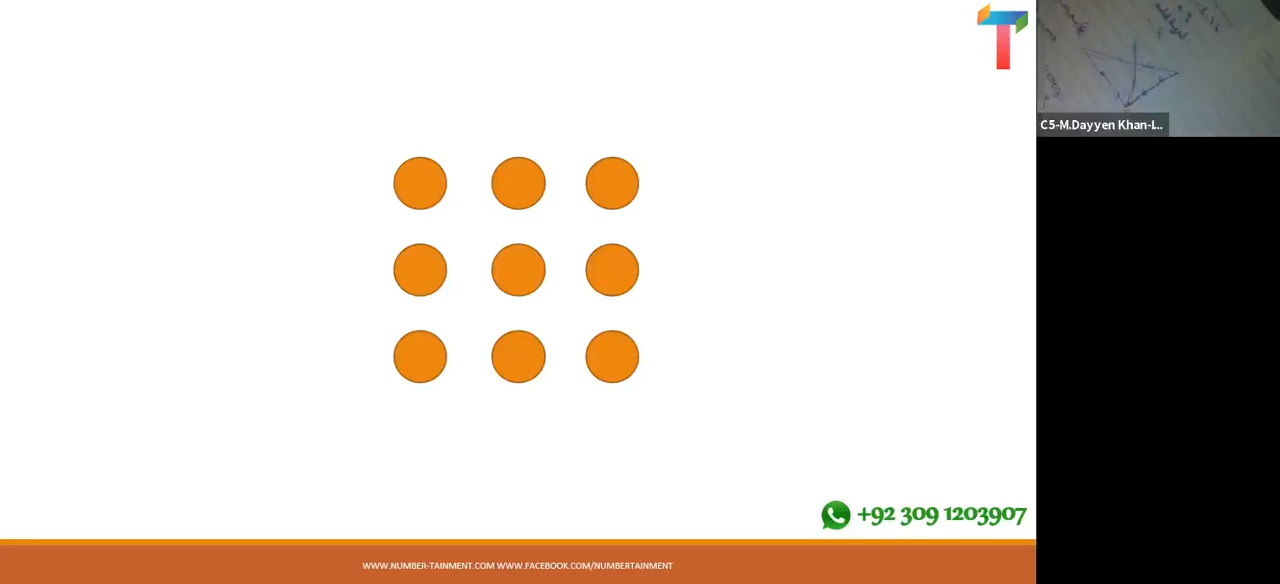 C5-M.Dayyen Khan-L...
+92 309 1203907
WWW.NUMBER-TAINMENT.COM WWW.FACEBOOK.COM/NUMBERTAINMENT